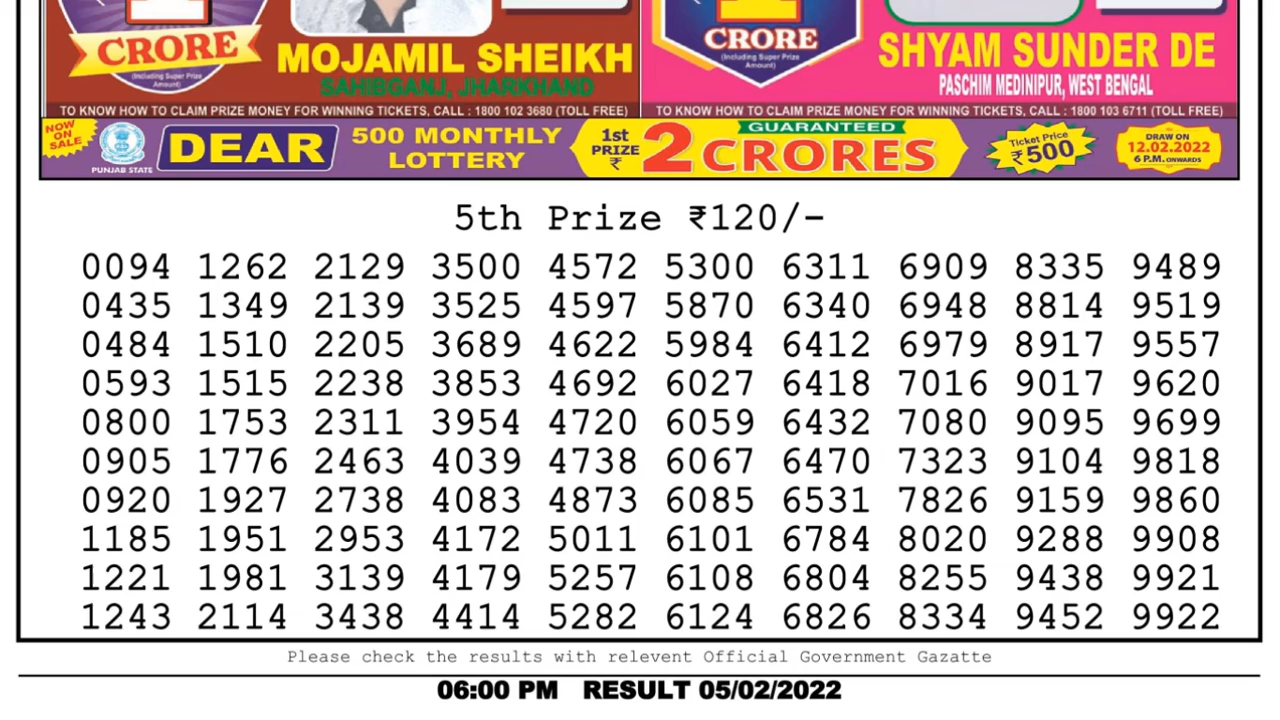 CRORE
(Including Super Prize
Amount)
MOJAMIL SHEIKH
SAHIBGANJ, JHARKHAND
TO KNOW HOW TO CLAIM PRIZE MONEY FOR WINNING TICKETS, CALL : 1800 102 3680 (TOLL FREE)
CRORE
(Including Super Prize
Amount)
SHYAM SUNDER DE
PASCHIM MEDINIPUR, WEST BENGAL
TO KNOW HOW TO CLAIM PRIZE MONEY FOR WINNING TICKETS, CALL : 1800 103 6711 (TOLL FREE)
NOW
ON
SALE
PUNJAB STATE
DEAR
500 MONTHLY
LOTTERY
1st
PRIZE
₹
GUARANTEED
2 CRORES
Ticket Price
₹500
DRAW ON
12.02.2022
6 P.M. ONWARDS
5th Prize ₹120/-
0094 1262 2129 3500 4572 5300 6311 6909 8335 9489
0435 1349 2139 3525 4597 5870 6340 6948 8814 9519
0484 1510 2205 3689 4622 5984 6412 6979 8917 9557
0593 1515 2238 3853 4692 6027 6418 7016 9017 9620
0800 1753 2311 3954 4720 6059 6432 7080 9095 9699
0905 1776 2463 4039 4738 6067 6470 7323 9104 9818
0920 1927 2738 4083 4873 6085 6531 7826 9159 9860
1185 1951 2953 4172 5011 6101 6784 8020 9288 9908
1221 1981 3139 4179 5257 6108 6804 8255 9438 9921
1243 2114 3438 4414 5282 6124 6826 8334 9452 9922
Please check the results with relevent Official Government Gazatte
06:00 PM RESULT 05/02/2022